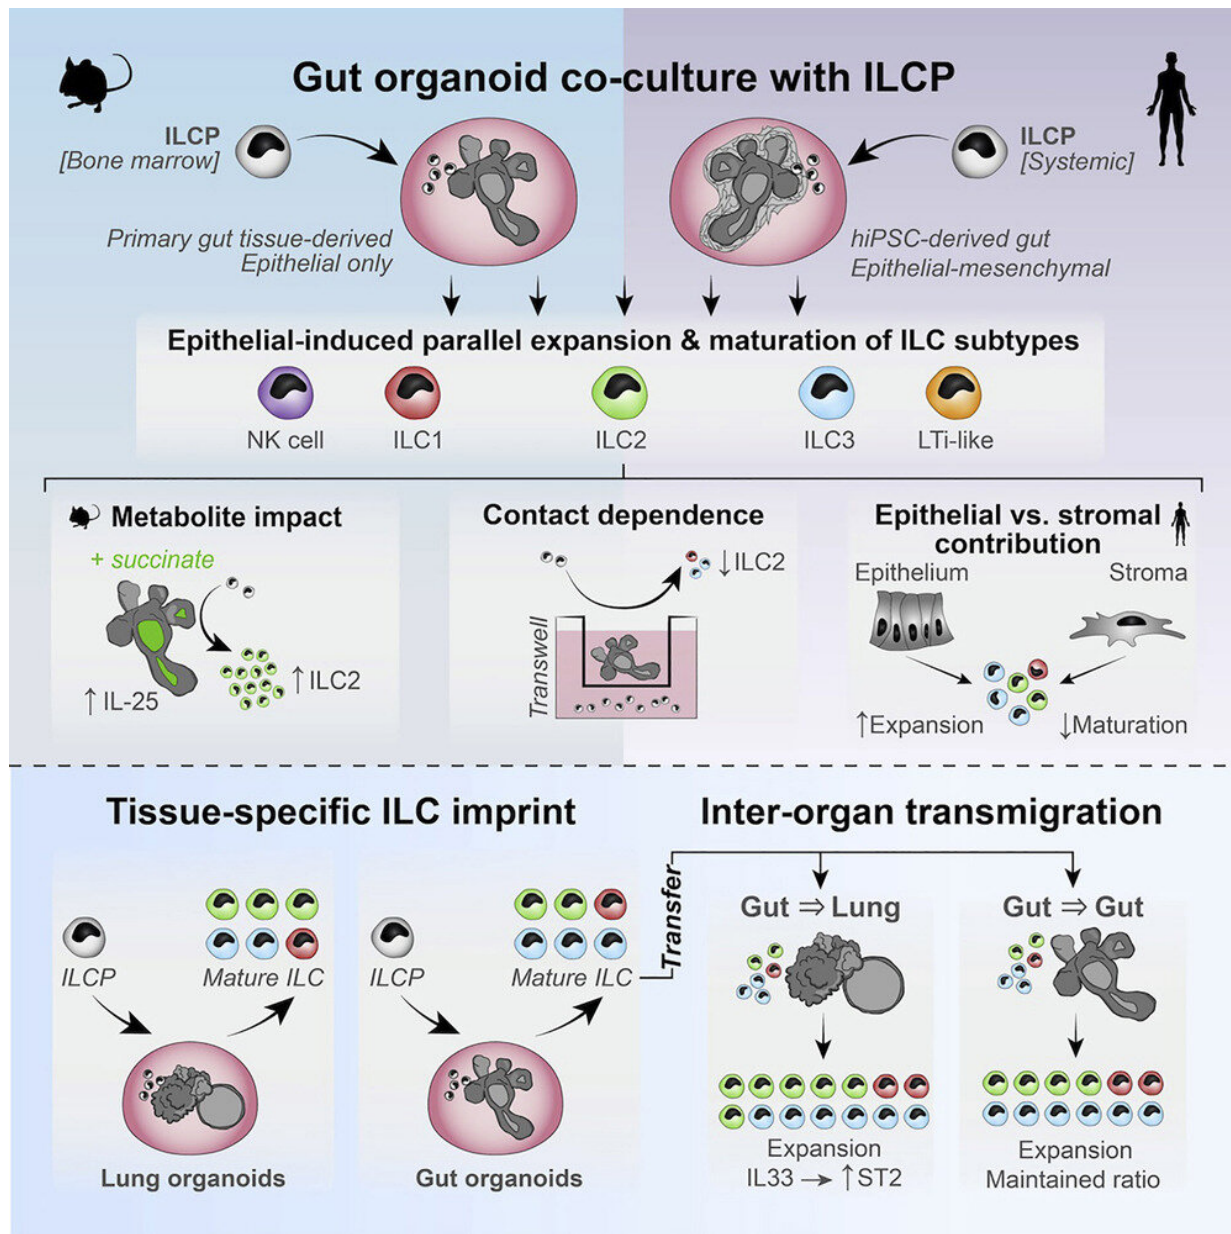 Gut organoid co-culture with ILCP
ILCP
[Bone marrow]
ILCP
[Systemic]
Primary gut tissue-derived
Epithelial only
hiPSC-derived gut
Epithelial-mesenchymal
Epithelial-induced parallel expansion & maturation of ILC subtypes
NK cell
ILC1
ILC2
ILC3
LTi-like
Metabolite impact
+ succinate
↑ IL-25
↑ ILC2
Contact dependence
↓ ILC2
Transwell
Epithelial vs. stromal
contribution
Epithelium
Stroma
↑Expansion
↓Maturation
Tissue-specific ILC imprint
ILCP
Mature ILC
Lung organoids
ILCP
Mature ILC
Gut organoids
Inter-organ transmigration
Transfer
Gut ⇒ Lung
Expansion
IL33 → ↑ST2
Gut ⇒ Gut
Expansion
Maintained ratio